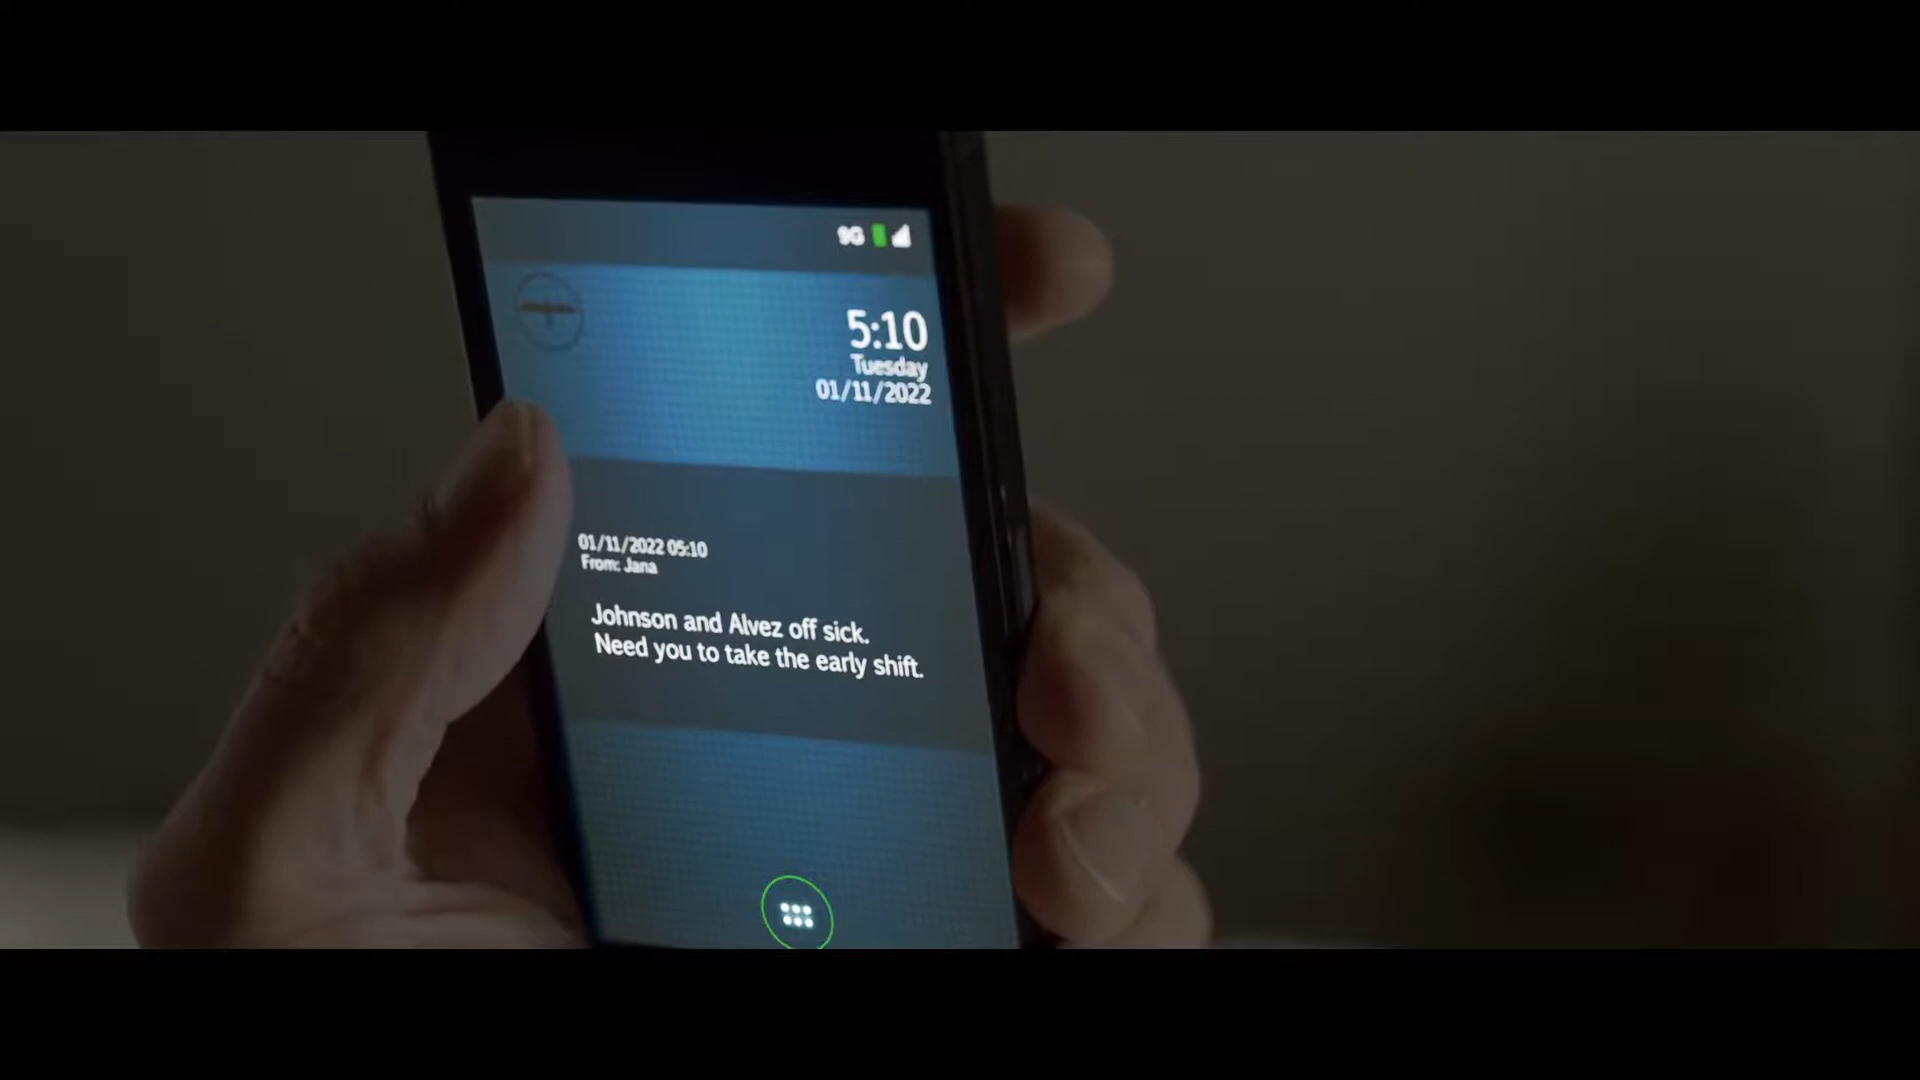 9G
5:10
Tuesday
01/11/2022
01/11/2022 05:10
From: Jana
Johnson and Alvez off sick.
Need you to take the early shift.